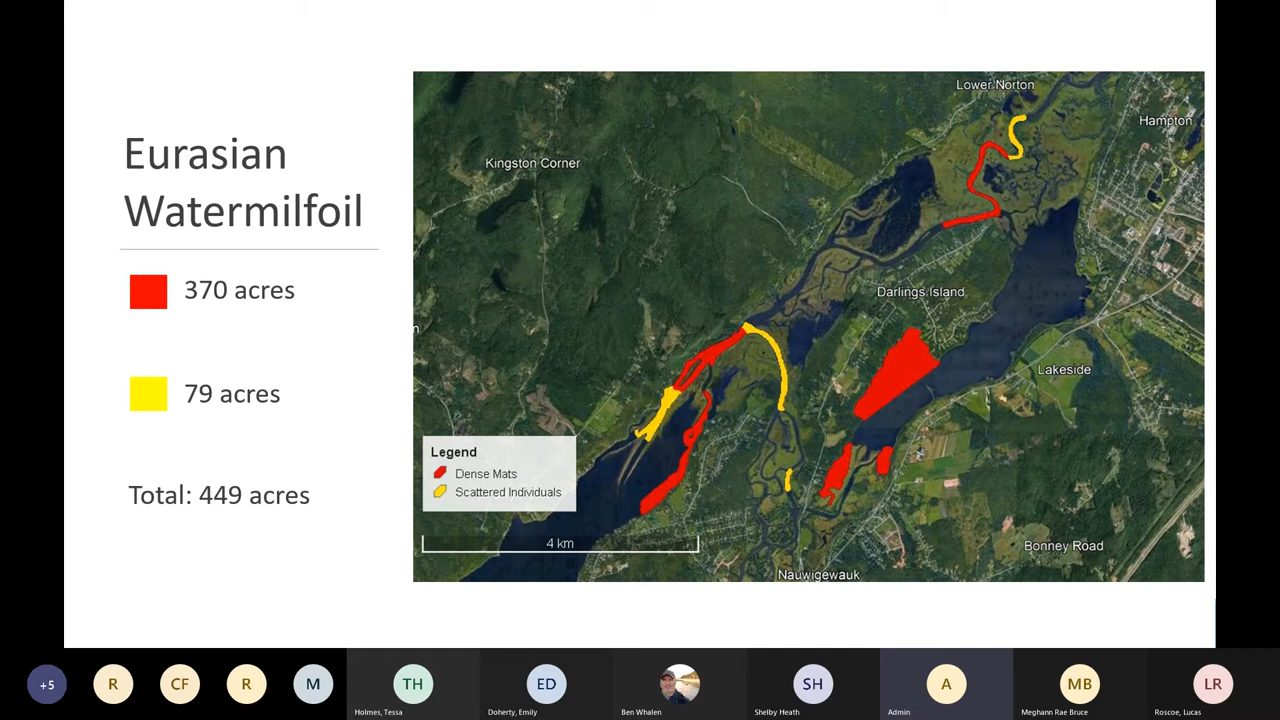 Eurasian
Watermilfoil
370 acres
79 acres
Total: 449 acres
Lower Norton
Hampton
Kingston Corner
Darlings Island
n
Lakeside
Legend
Dense Mats
Scattered Individuals
4 km
Bonney Road
Nauwigewauk
+5
R
CF
R
M
TH
ED
SH
A
MB
LR
Holmes, Tessa
Doherty, Emily
Ben Whalen
Shelby Heath
Admin
Meghann Rae Bruce
Roscoe, Lucas